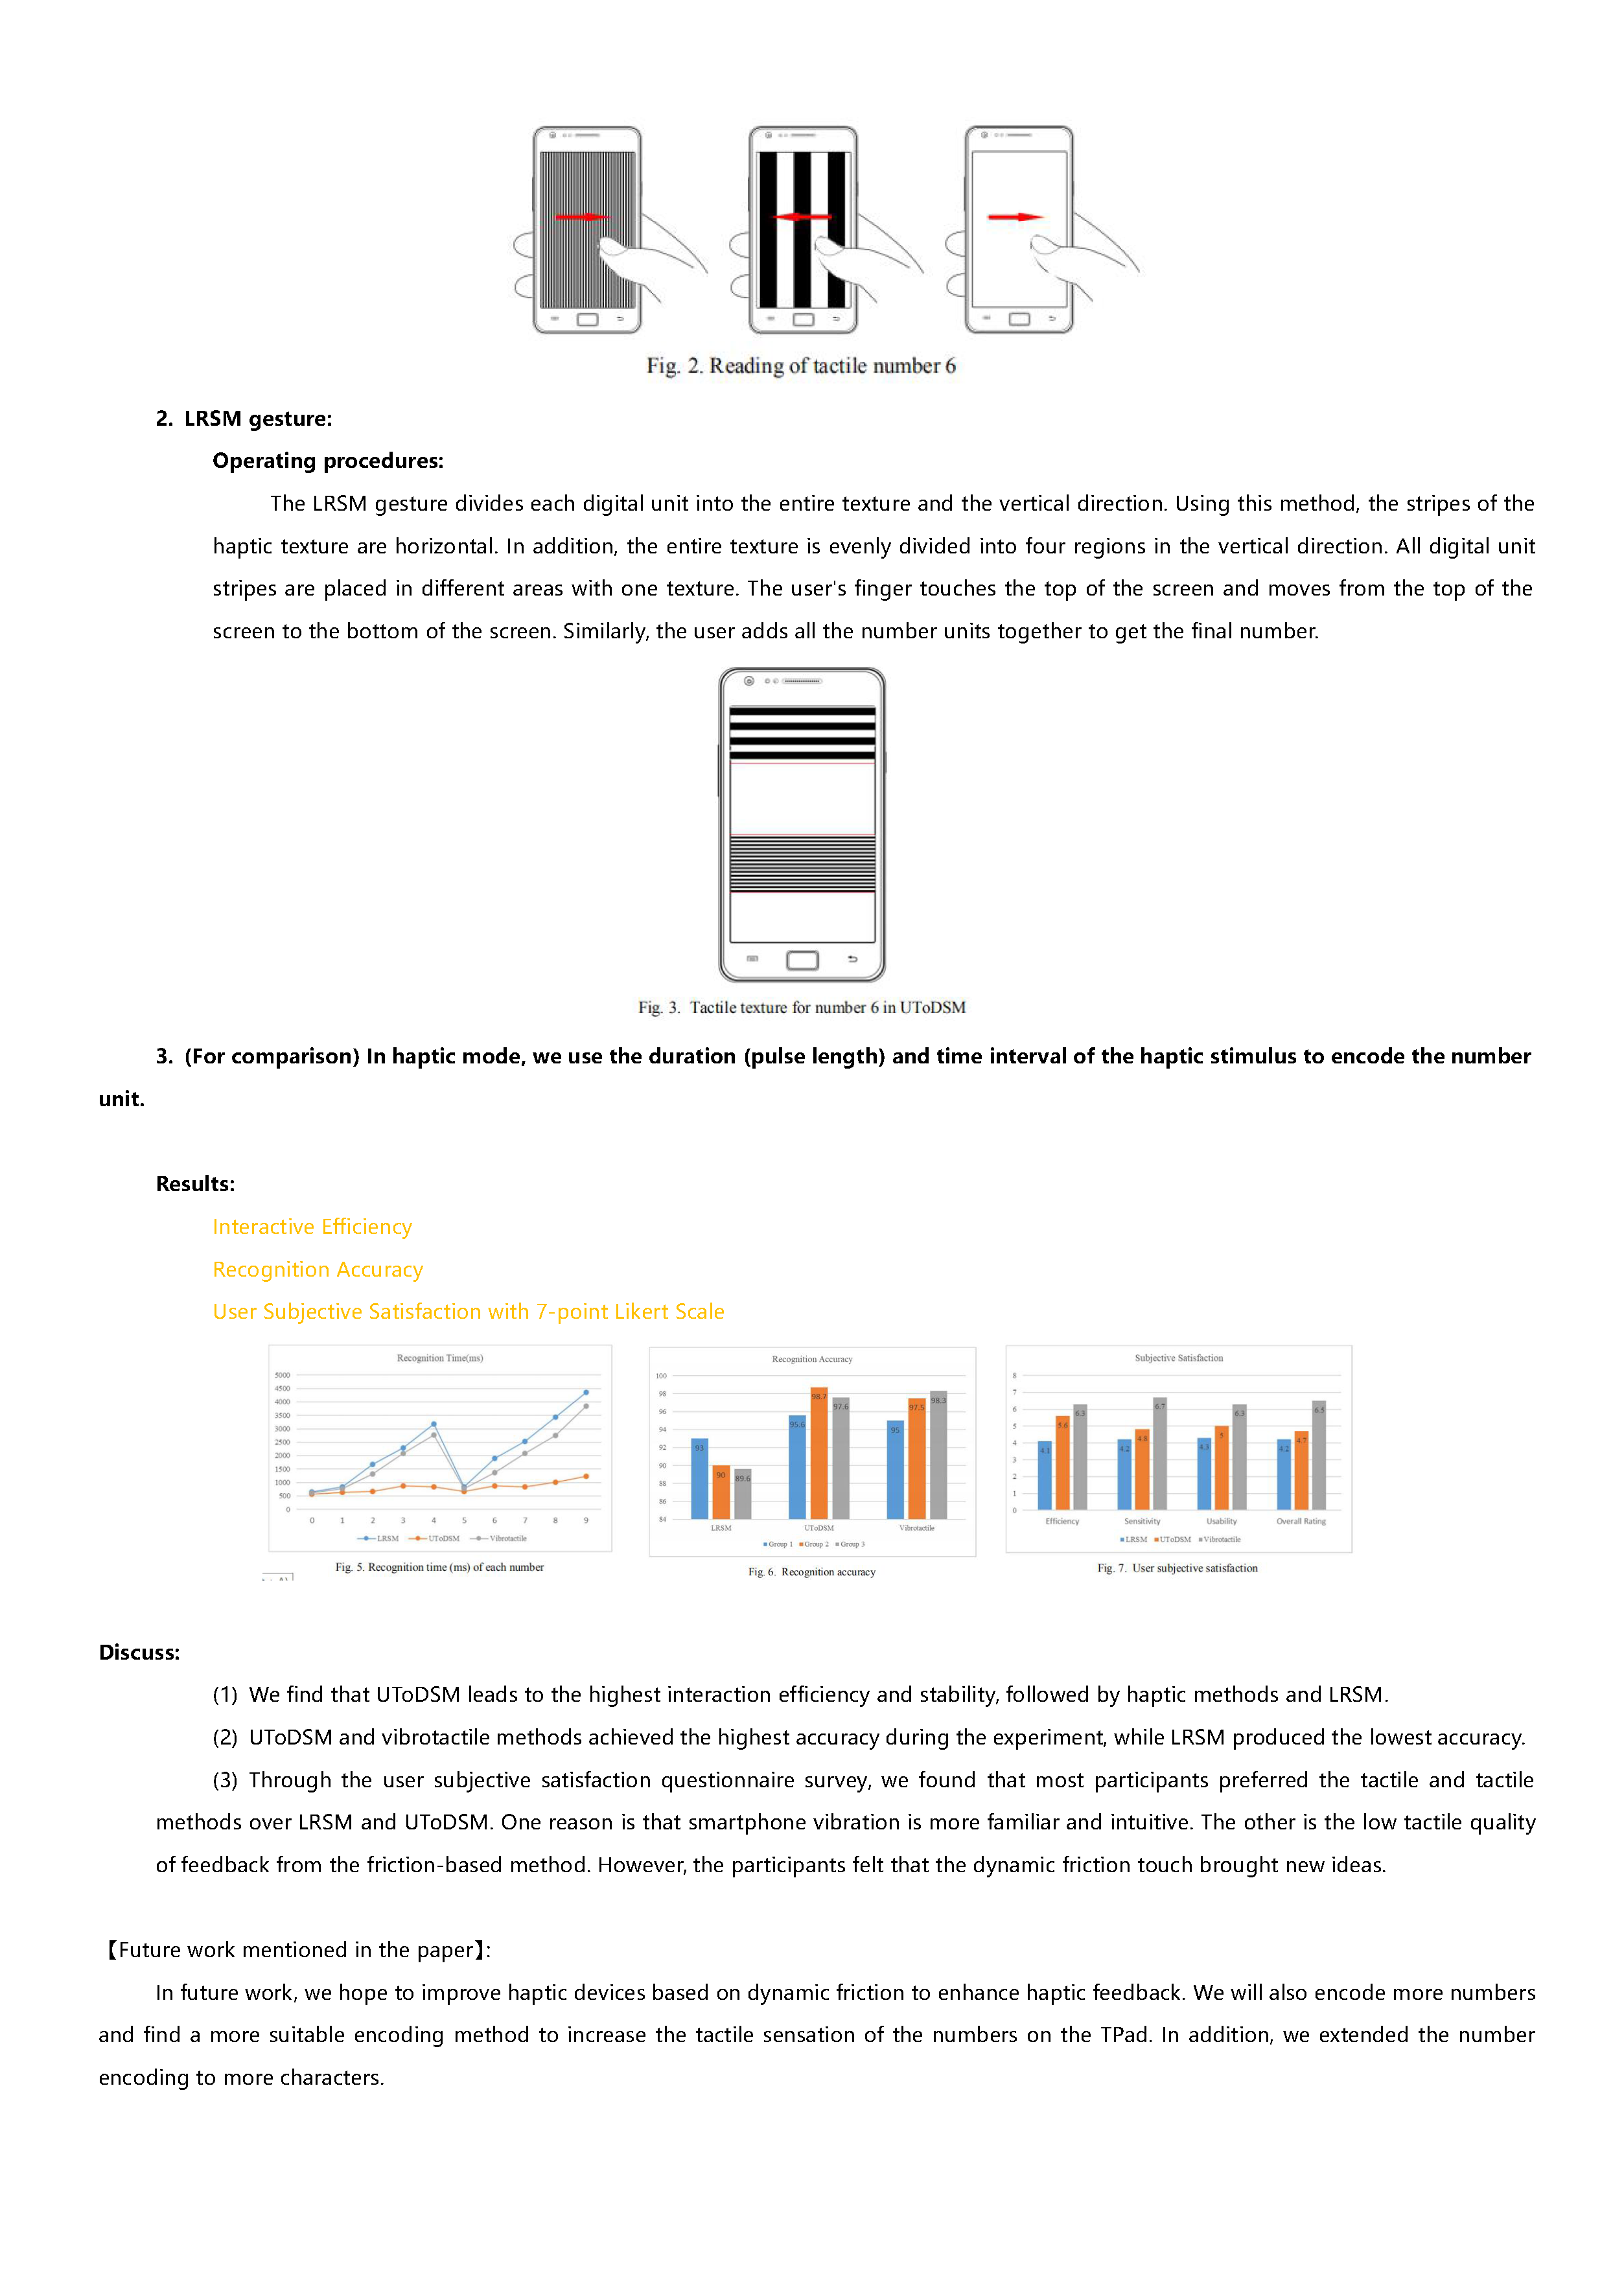 Fig. 2. Reading of tactile number 6
2. LRSM gesture:
Operating procedures:
The LRSM gesture divides each digital unit into the entire texture and the vertical direction. Using this method, the stripes of the
haptic texture are horizontal. In addition, the entire texture is evenly divided into four regions in the vertical direction. All digital unit
stripes are placed in different areas with one texture. The user's finger touches the top of the screen and moves from the top of the
screen to the bottom of the screen. Similarly, the user adds all the number units together to get the final number.
Fig. 3. Tactile texture for number 6 in UToDSM
3. (For comparison) In haptic mode, we use the duration (pulse length) and time interval of the haptic stimulus to encode the number
unit.
Results:
Interactive Efficiency
Recognition Accuracy
User Subjective Satisfaction with 7-point Likert Scale
Recognition Time(ms)
5000
4500
4000
3500
3000
2500
2000
1500
1000
500
0
0 1 2 3 4 5 6 7 8 9
LRSM UToDSM Vibrotactile
Fig. 5. Recognition time (ms) of each number
Recognition Accuracy
100
98
96
94
92
90
88
86
84
93 90 89.6
95.6 98.7 97.6
95 97.5 98.3
LRSM UToDSM Vibrotactile
Group 1 Group 2 Group 3
Fig. 6. Recognition accuracy
Subjective Satisfaction
8
7
6
5
4
3
2
1
0
4.1 5.6 6.3
4.2 4.8 6.7
4.3 5 6.3
4.2 4.7 6.5
Efficiency Sensitivity Usability Overall Rating
LRSM UToDSM Vibrotactile
Fig. 7. User subjective satisfaction
Discuss:
(1) We find that UToDSM leads to the highest interaction efficiency and stability, followed by haptic methods and LRSM.
(2) UToDSM and vibrotactile methods achieved the highest accuracy during the experiment, while LRSM produced the lowest accuracy.
(3) Through the user subjective satisfaction questionnaire survey, we found that most participants preferred the tactile and tactile
methods over LRSM and UToDSM. One reason is that smartphone vibration is more familiar and intuitive. The other is the low tactile quality
of feedback from the friction-based method. However, the participants felt that the dynamic friction touch brought new ideas.
【Future work mentioned in the paper】:
In future work, we hope to improve haptic devices based on dynamic friction to enhance haptic feedback. We will also encode more numbers
and find a more suitable encoding method to increase the tactile sensation of the numbers on the TPad. In addition, we extended the number
encoding to more characters.